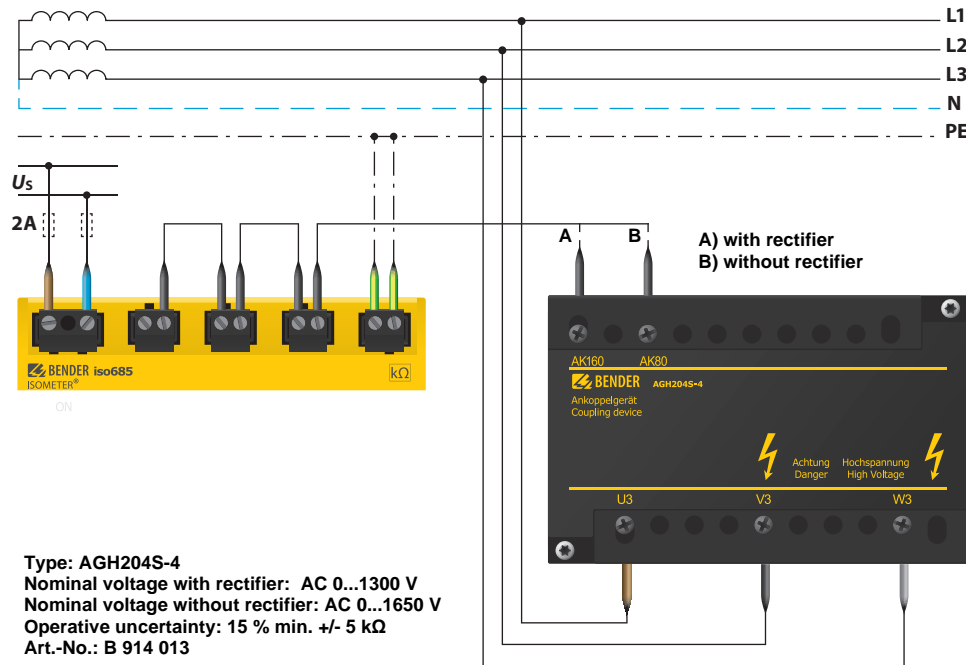 L1
L2
L3
N
PE
Us
2A
A
B
A) with rectifier
B) without rectifier
BENDER iso685
ISOMETER®
kΩ
ON
AK160 AK80
BENDER AGH204S-4
Ankoppelgerät
Coupling device
Achtung Hochspannung
Danger High Voltage
U3 V3 W3
Type: AGH204S-4
Nominal voltage with rectifier: AC 0...1300 V
Nominal voltage without rectifier: AC 0...1650 V
Operative uncertainty: 15 % min. +/- 5 kΩ
Art.-No.: B 914 013